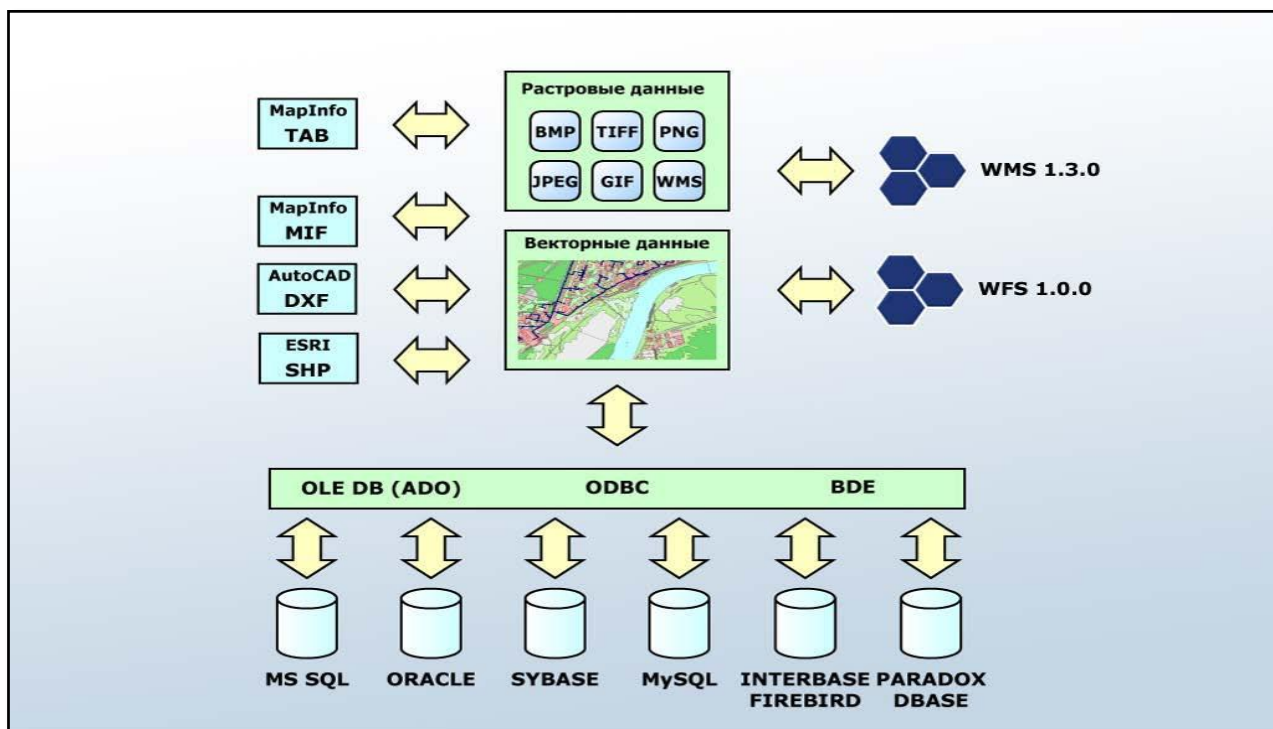 MapInfo
TAB
MapInfo
MIF
AutoCAD
DXF
ESRI
SHP
Растровые данные
BMP TIFF PNG
JPEG GIF WMS
Векторные данные
WMS 1.3.0
WFS 1.0.0
OLE DB (ADO) ODBC BDE
MS SQL
ORACLE
SYBASE
MySQL
INTERBASE
FIREBIRD
PARADOX
DBASE